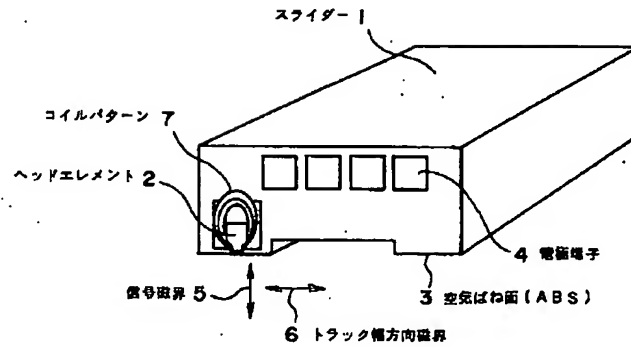 スライダー 1
コイルパターン 7
ヘッドエレメント 2
4 電極端子
信号磁界 5
3 空気ばね面(ABS)
6 トラック幅方向磁界